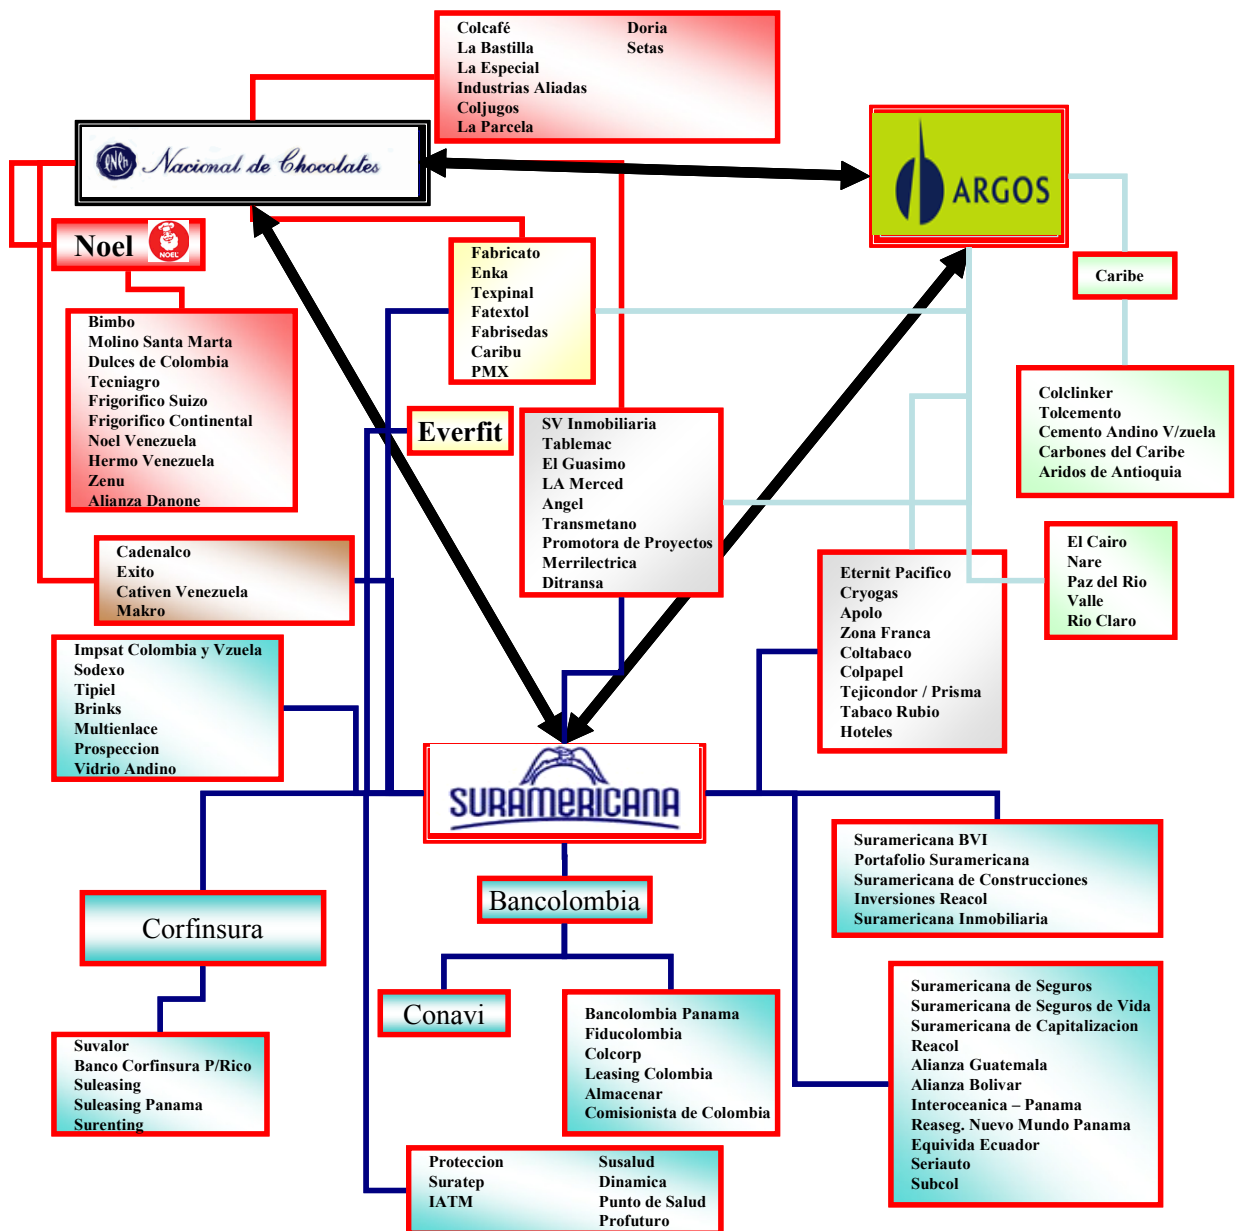 Colcafé
La Bastilla
La Especial
Industrias Aliadas
Coljugos
La Parcela
Doria
Setas
Nacional de Chocolates
ARGOS
Noel
NOEL
Fabricato
Enka
Texpinal
Fatextol
Fabrisedas
Caribu
PMX
Caribe
Bimbo
Molino Santa Marta
Dulces de Colombia
Tecniagro
Frigorifico Suizo
Frigorifico Continental
Noel Venezuela
Hermo Venezuela
Zenu
Alianza Danone
Everfit
SV Inmobiliaria
Tablemac
El Guasimo
LA Merced
Angel
Transmetano
Promotora de Proyectos
Merrilectrica
Ditransa
Colclinker
Tolcemento
Cemento Andino V/zuela
Carbones del Caribe
Aridos de Antioquia
Cadenalco
Exito
Cativen Venezuela
Makro
El Cairo
Nare
Paz del Rio
Valle
Rio Claro
Eternit Pacifico
Cryogas
Apolo
Zona Franca
Coltabaco
Colpapel
Tejicondor / Prisma
Tabaco Rubio
Hoteles
Impsat Colombia y Vzuela
Sodexo
Tipiel
Brinks
Multienlace
Prospeccion
Vidrio Andino
SURAMERICANA
Suramericana BVI
Portafolio Suramericana
Suramericana de Construcciones
Inversiones Reacol
Suramericana Inmobiliaria
Corfinsura
Bancolombia
Conavi
Bancolombia Panama
Fiducolombia
Colcorp
Leasing Colombia
Almacenar
Comisionista de Colombia
Suramericana de Seguros
Suramericana de Seguros de Vida
Suramericana de Capitalizacion
Reacol
Alianza Guatemala
Alianza Bolivar
Interoceanica – Panama
Reaseg. Nuevo Mundo Panama
Equivida Ecuador
Seriauto
Subcol
Suvalor
Banco Corfinsura P/Rico
Suleasing
Suleasing Panama
Surenting
Proteccion
Suratep
IATM
Susalud
Dinamica
Punto de Salud
Profuturo